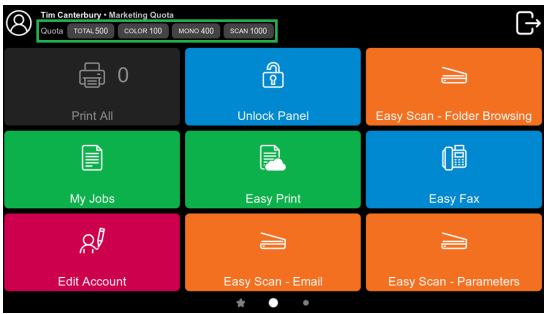 Tim Canterbury • Marketing Quota
Quota TOTAL 500 COLOR 100 MONO 400 SCAN 1000
0
Print All
Unlock Panel
Easy Scan - Folder Browsing
My Jobs
Easy Print
Easy Fax
Edit Account
Easy Scan - Email
Easy Scan - Parameters